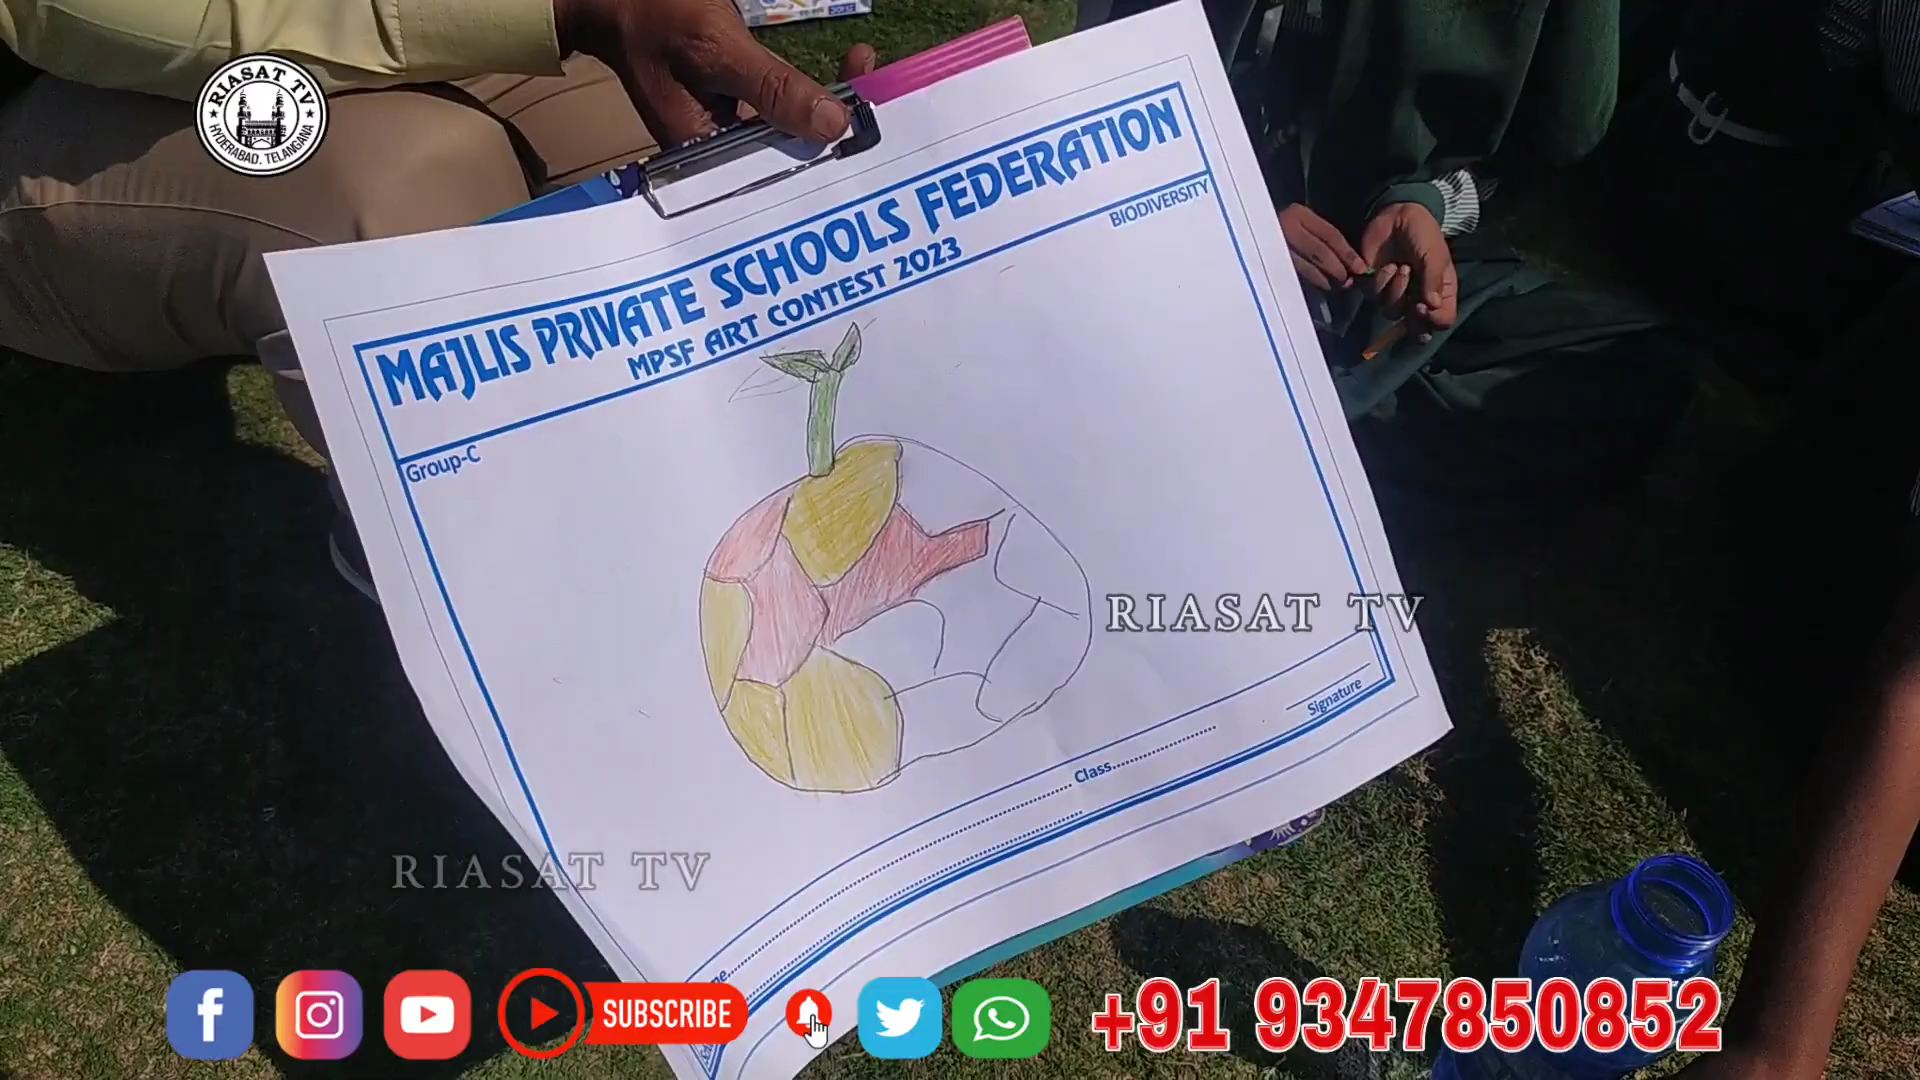 RIASAT TV
HYDERABAD. TELANGANA
MAJLIS PRIVATE SCHOOLS FEDERATION
MPSF ART CONTEST 2023
BIODIVERSITY
Group-C
RIASAT TV
Signature
Class
RIASAT TV
SUBSCRIBE
+91 9347850852